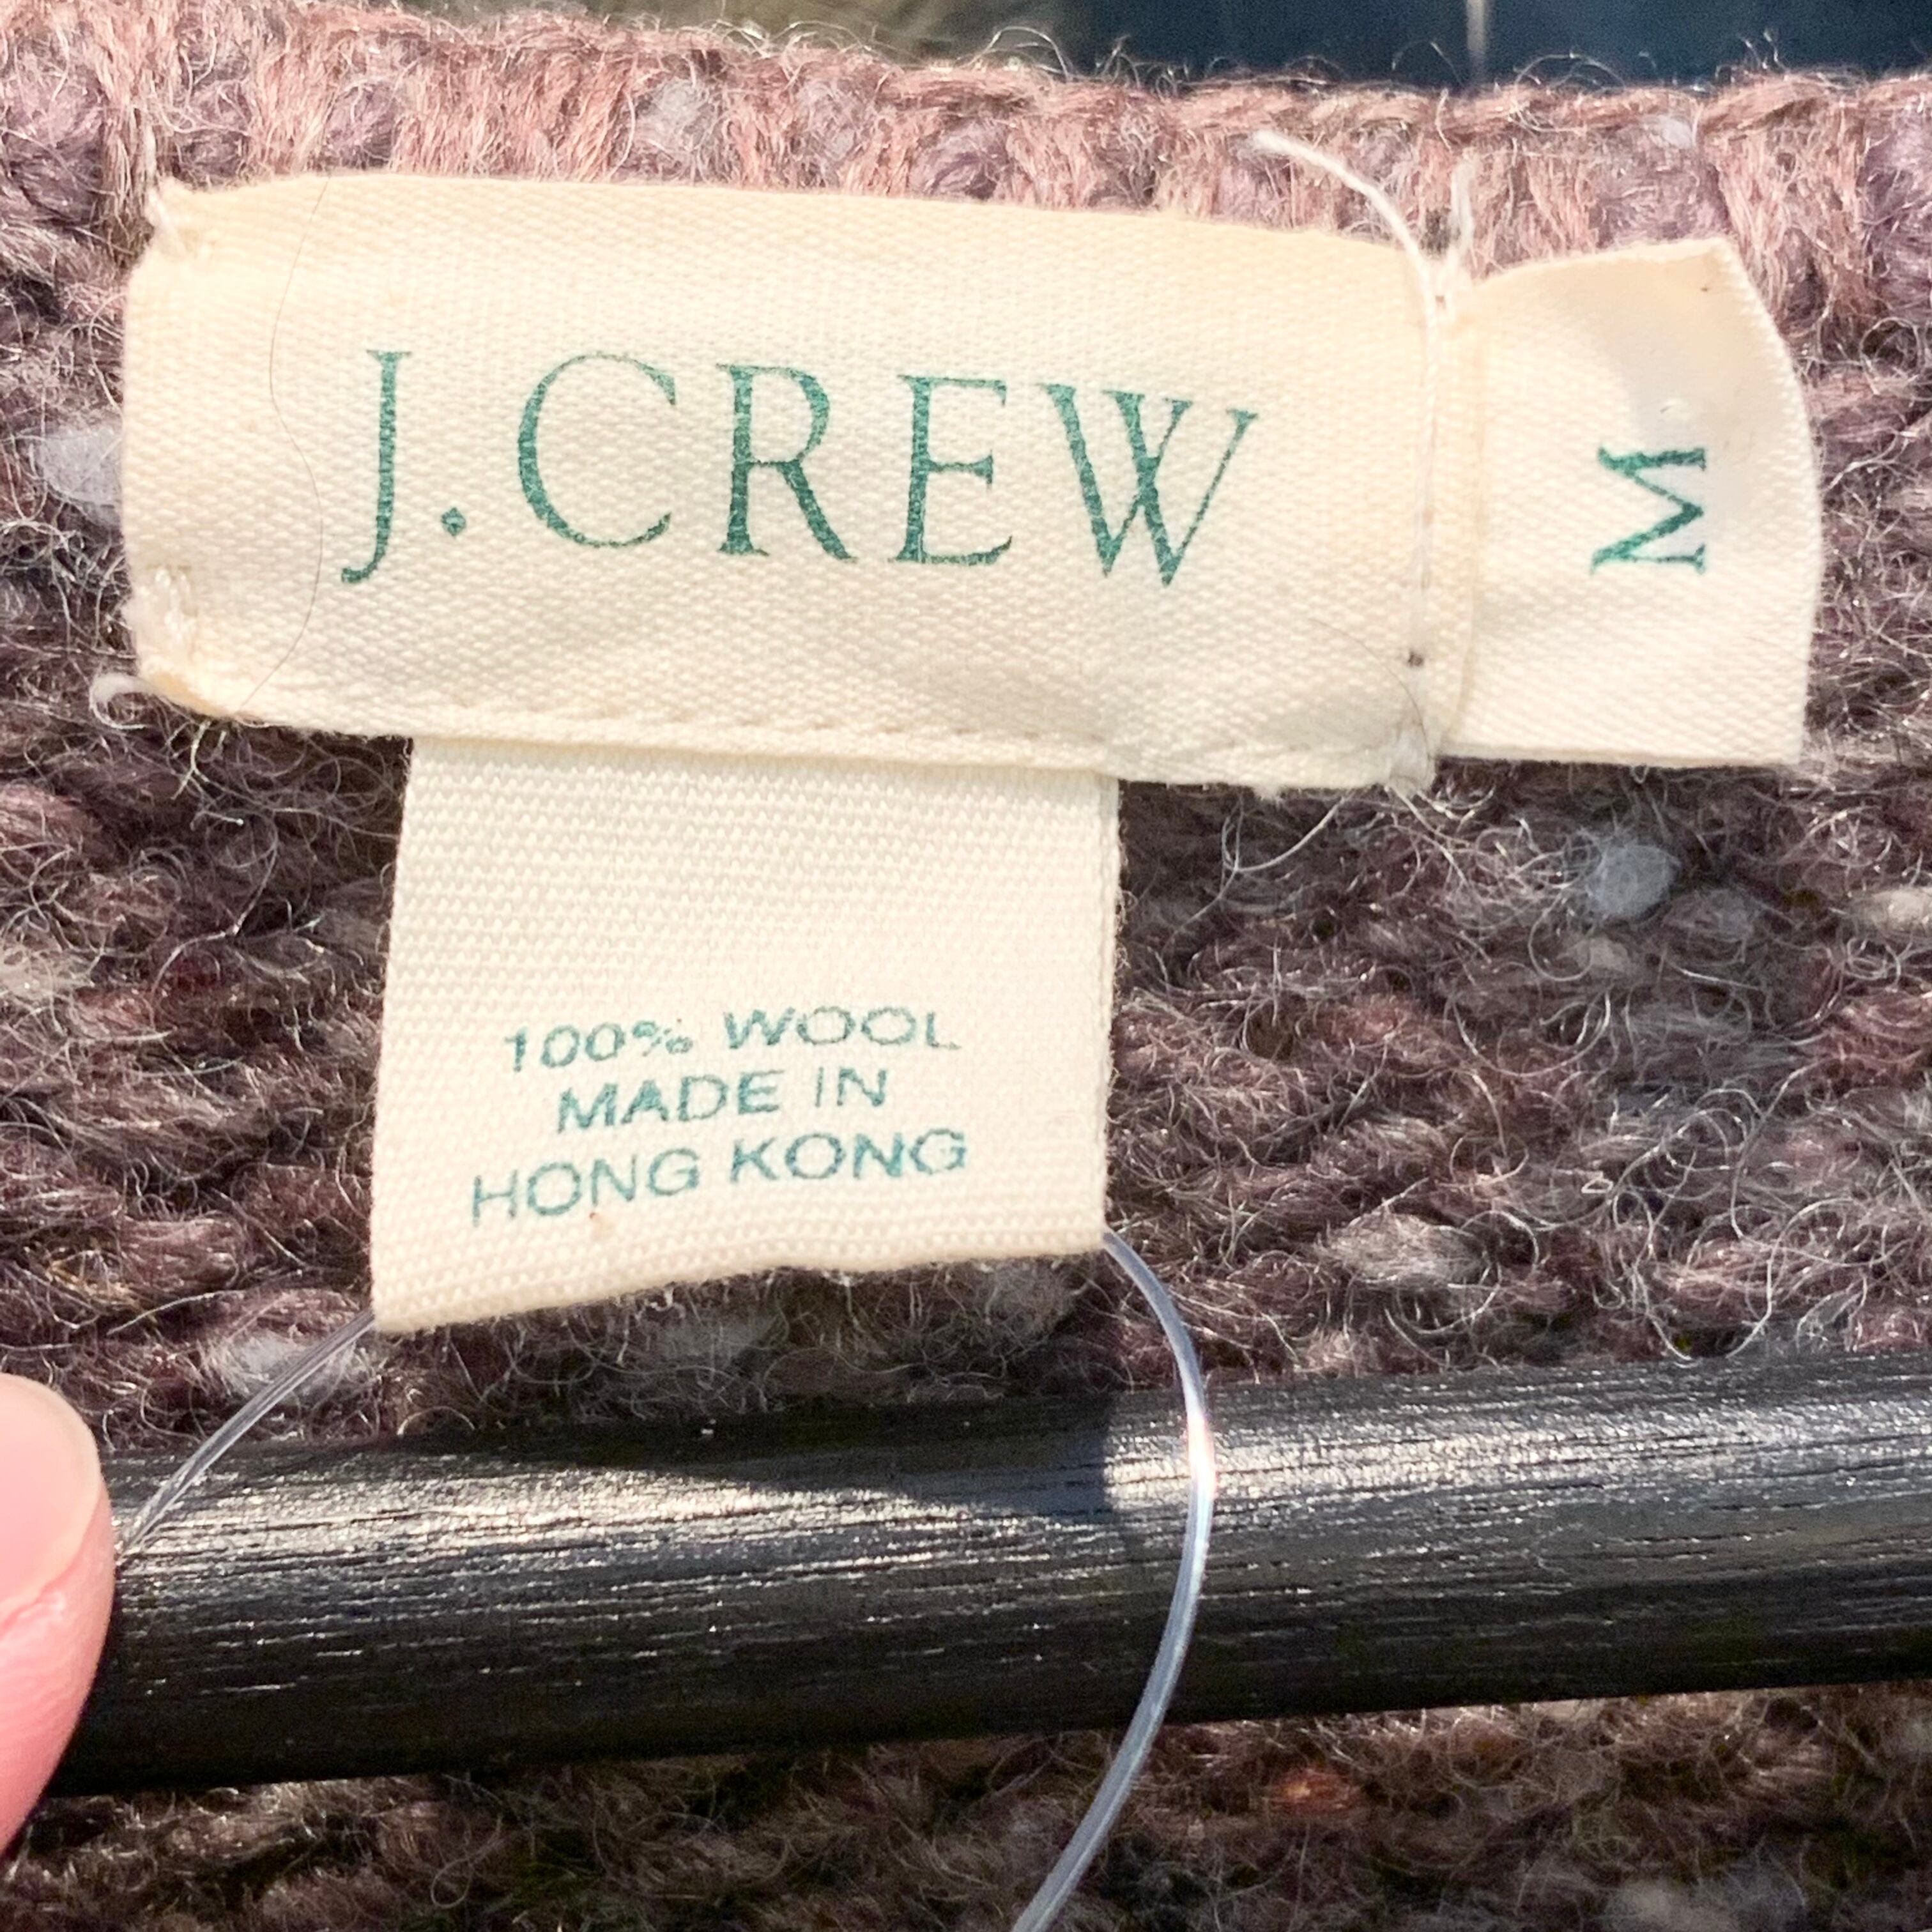 J.CREW
M
100% WOOL
MADE IN
HONG KONG